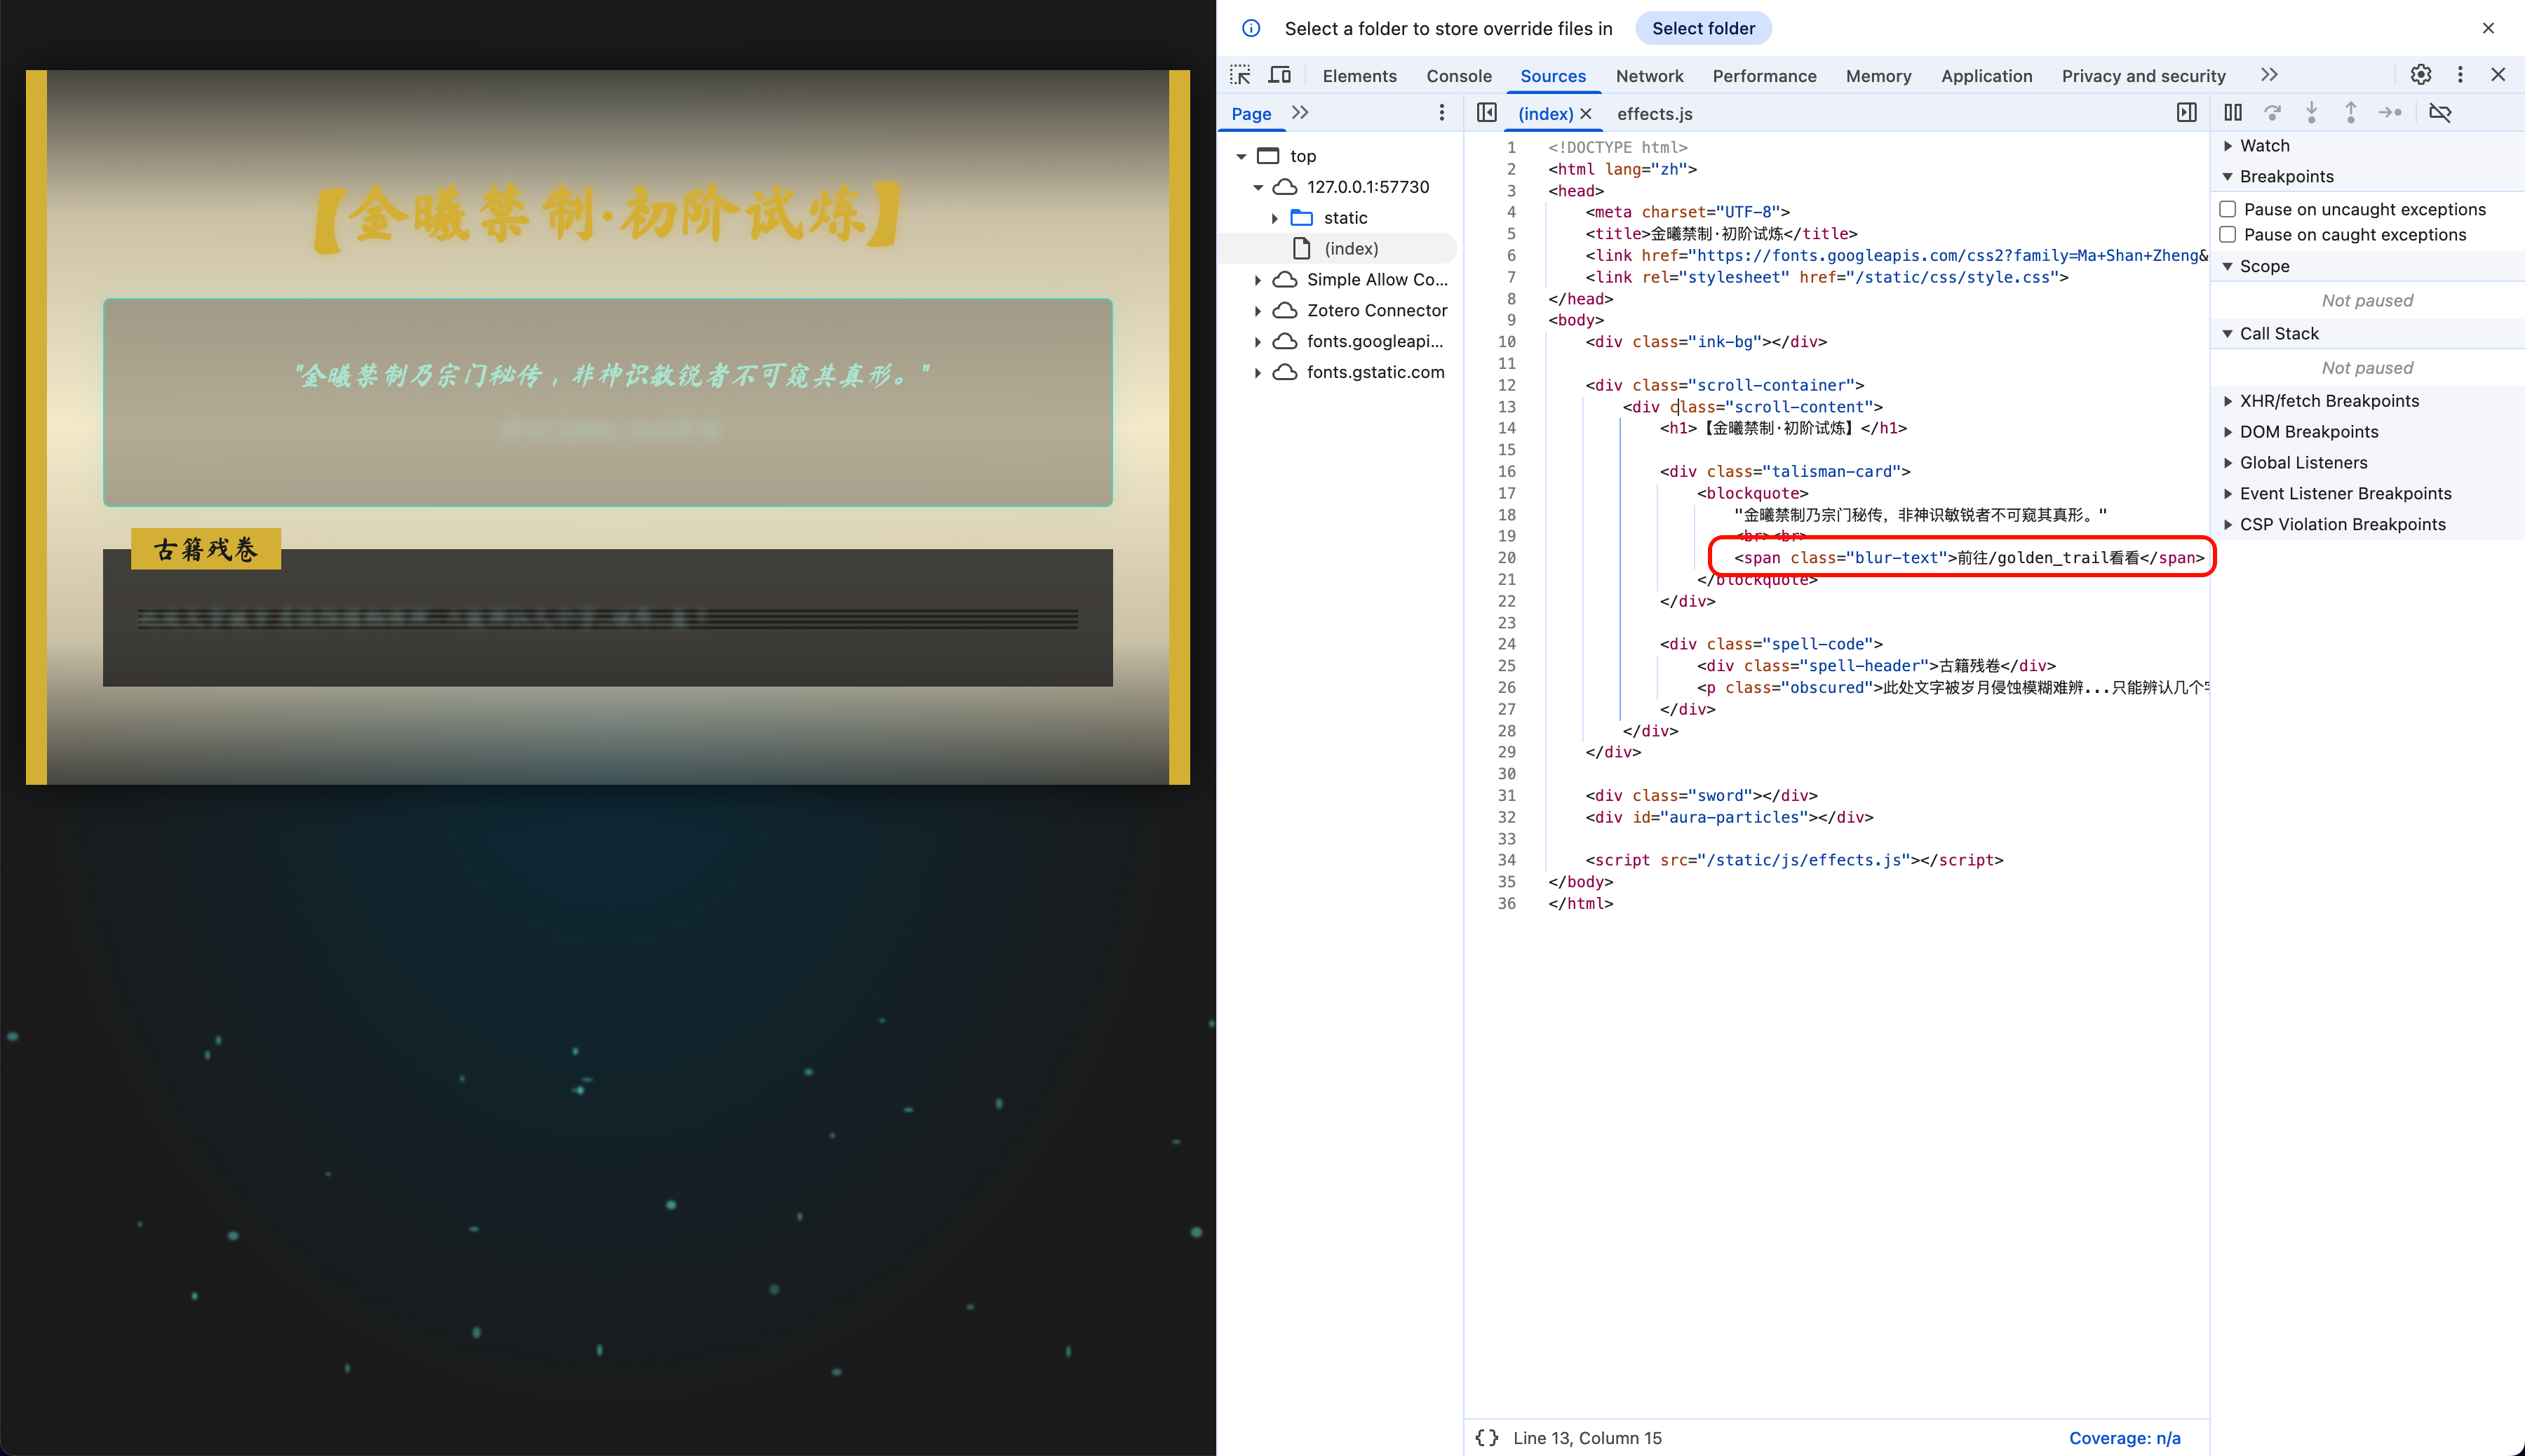 【金曦禁制·初阶试炼】
"金曦禁制乃宗门秘传，非神识敏锐者不可窥其真形。"
古籍残卷
Select a folder to store override files in
Select folder
Elements
Console
Sources
Network
Performance
Memory
Application
Privacy and security
Page
(index)
effects.js
top
127.0.0.1:57730
static
(index)
Simple Allow Co...
Zotero Connector
fonts.googleapi...
fonts.gstatic.com
1 <!DOCTYPE html>
2 <html lang="zh">
3 <head>
4 <meta charset="UTF-8">
5 <title>金曦禁制·初阶试炼</title>
6 <link href="https://fonts.googleapis.com/css2?family=Ma+Shan+Zheng&
7 <link rel="stylesheet" href="/static/css/style.css">
8 </head>
9 <body>
10 <div class="ink-bg"></div>
11
12 <div class="scroll-container">
13 <div class="scroll-content">
14 <h1>【金曦禁制·初阶试炼】</h1>
15
16 <div class="talisman-card">
17 <blockquote>
18 "金曦禁制乃宗门秘传，非神识敏锐者不可窥其真形。"
19 <br><br>
20 <span class="blur-text">前往/golden_trail看看</span>
21 </blockquote>
22 </div>
23
24 <div class="spell-code">
25 <div class="spell-header">古籍残卷</div>
26 <p class="obscured">此处文字被岁月侵蚀模糊难辨...只能辨认几个字
27 </div>
28 </div>
29 </div>
30
31 <div class="sword"></div>
32 <div id="aura-particles"></div>
33
34 <script src="/static/js/effects.js"></script>
35 </body>
36 </html>
Watch
Breakpoints
Pause on uncaught exceptions
Pause on caught exceptions
Scope
Not paused
Call Stack
Not paused
XHR/fetch Breakpoints
DOM Breakpoints
Global Listeners
Event Listener Breakpoints
CSP Violation Breakpoints
{} Line 13, Column 15
Coverage: n/a